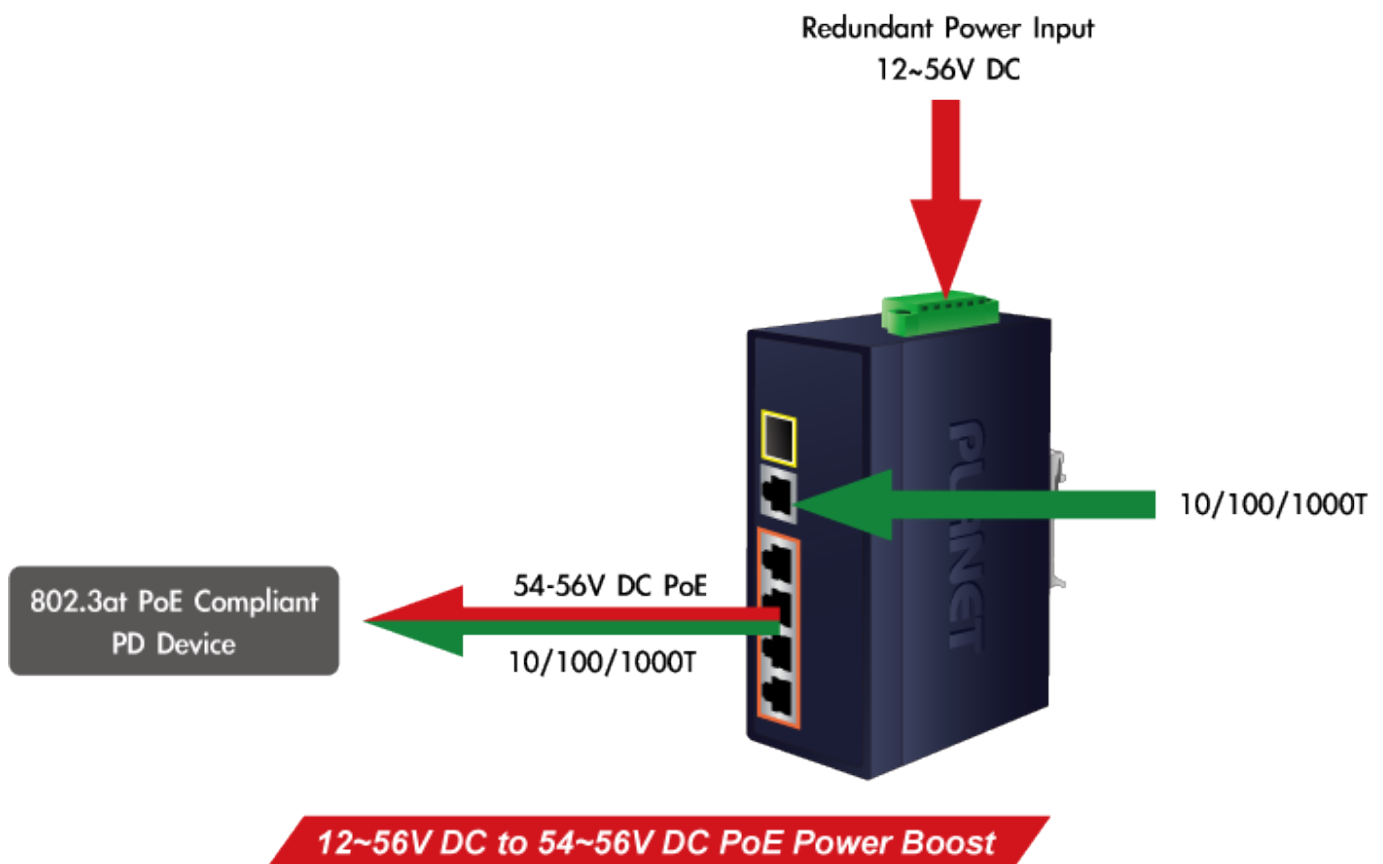 Redundant Power Input
12~56V DC
PLANET
10/100/1000T
54-56V DC PoE
802.3at PoE Compliant
PD Device
10/100/1000T
12~56V DC to 54~56V DC PoE Power Boost